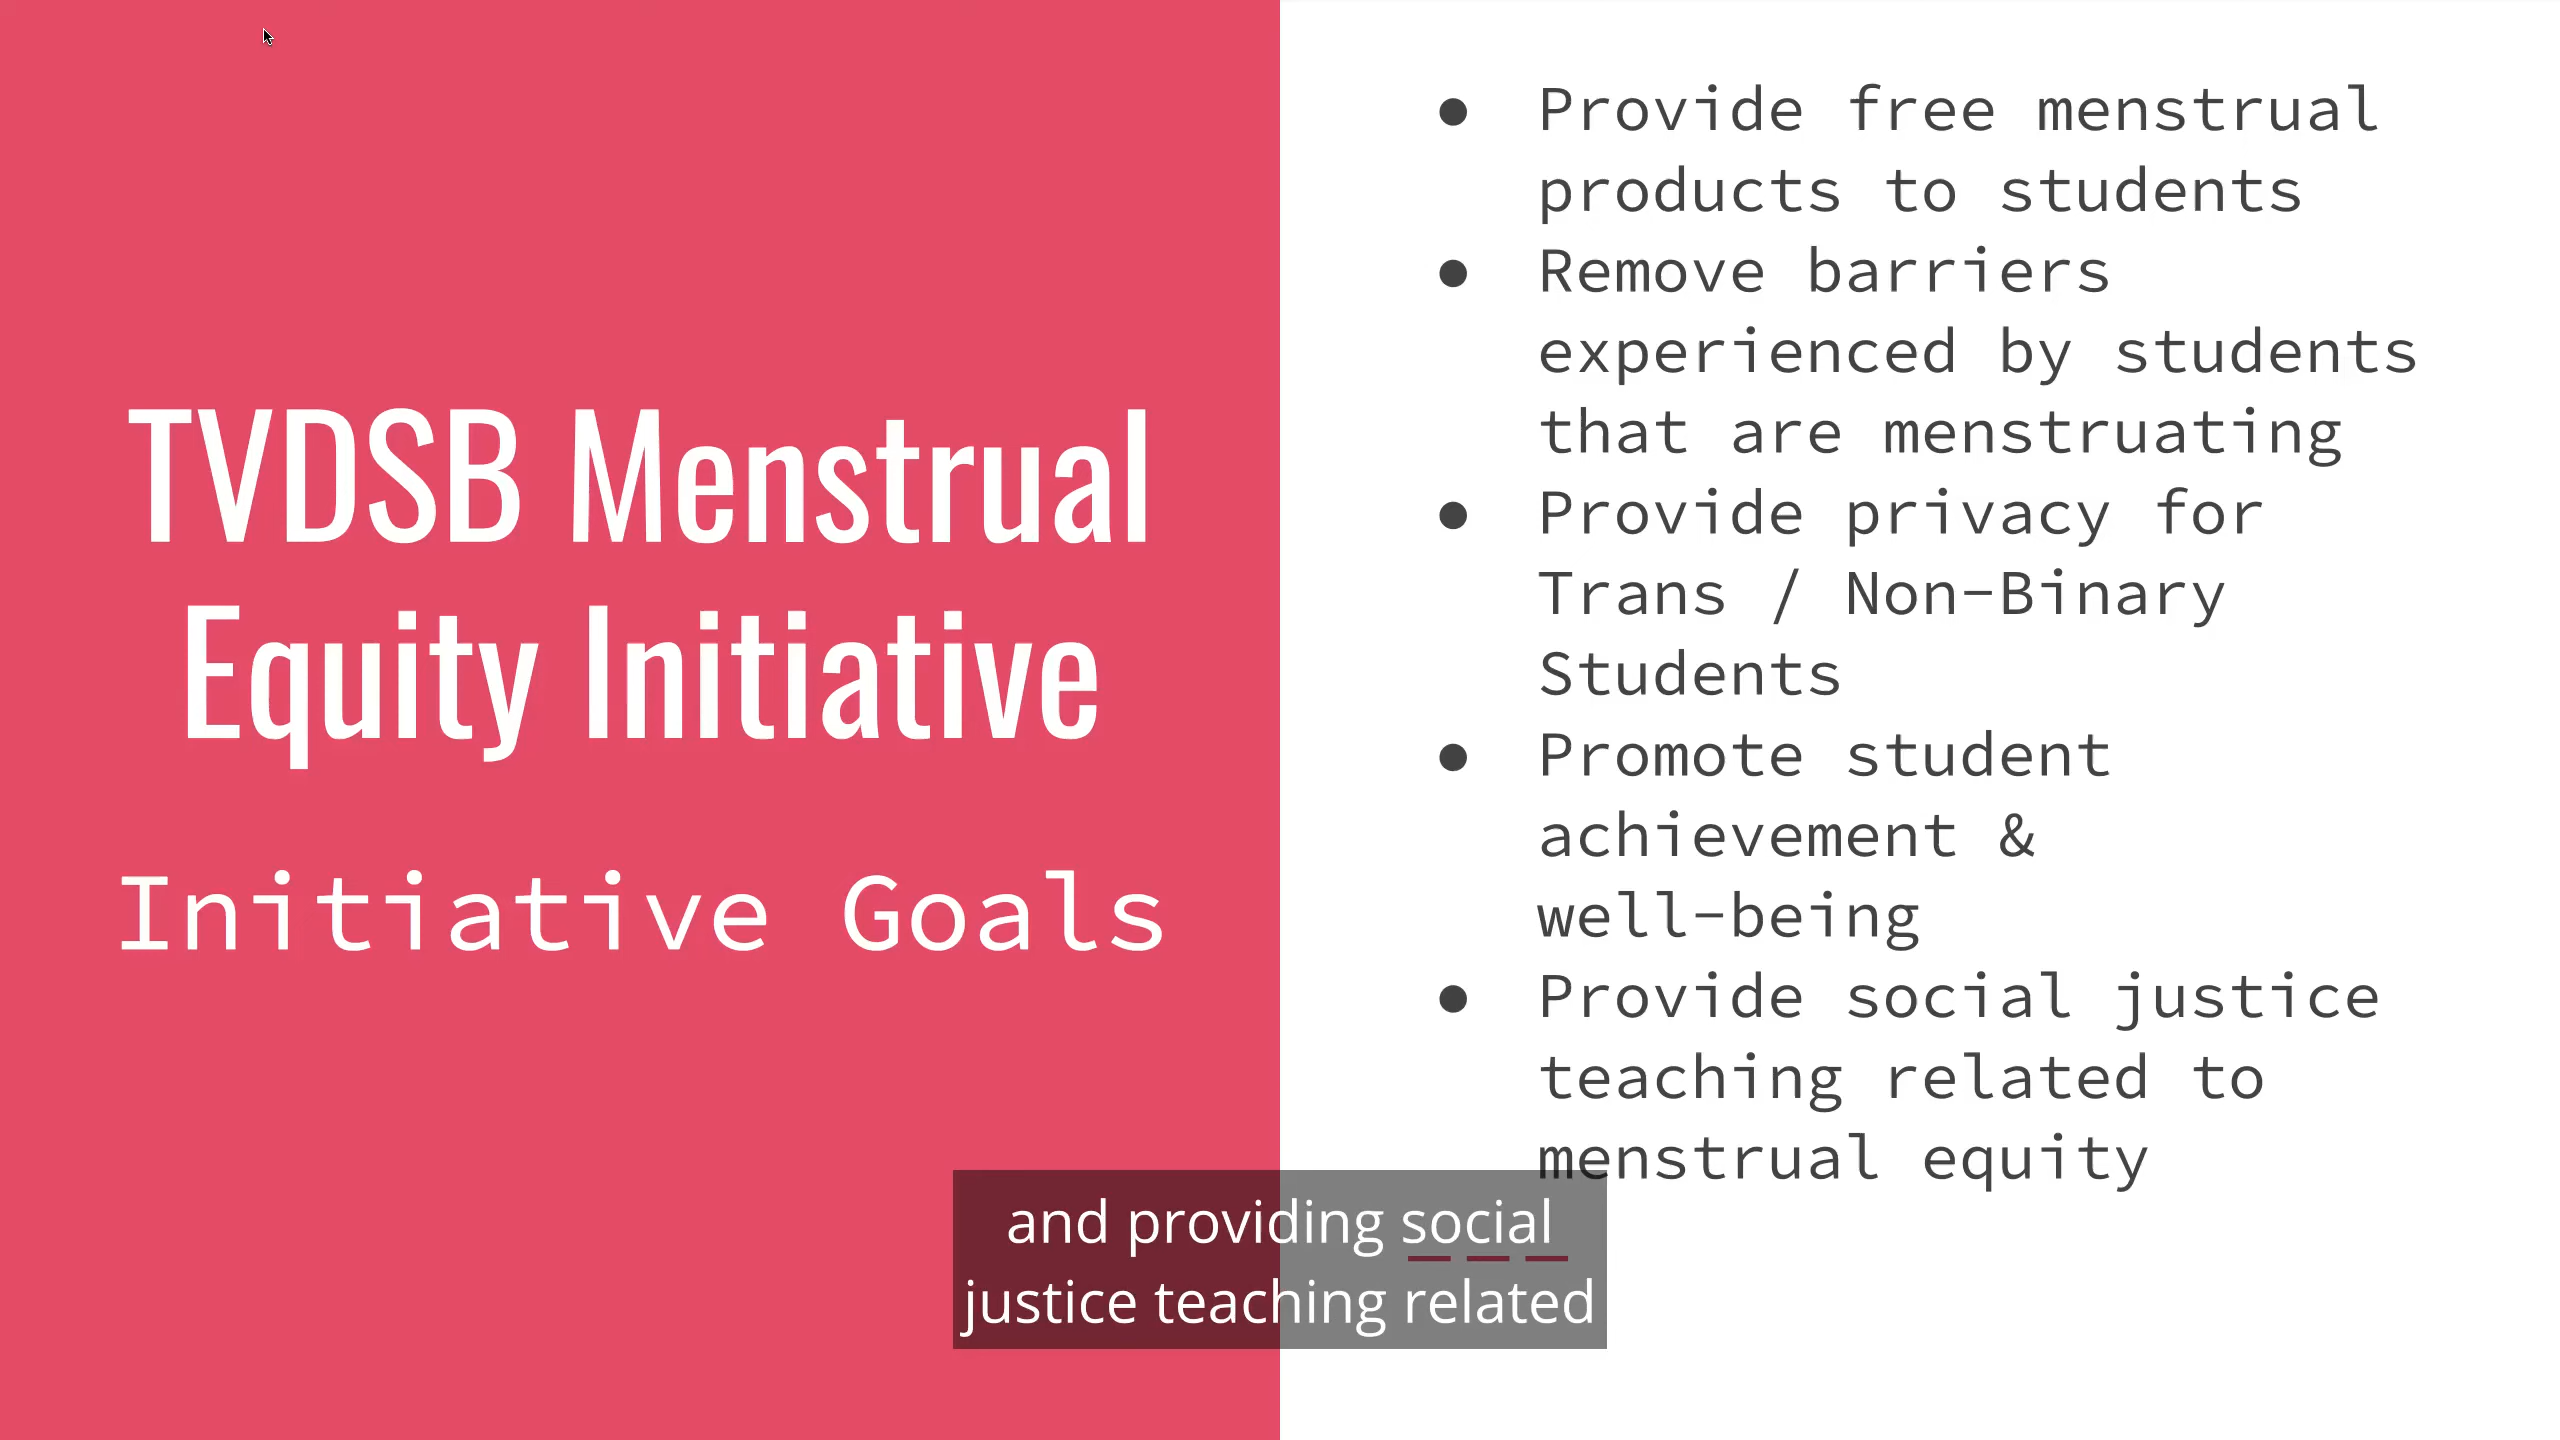 TVDSB Menstrual
Equity Initiative
Initiative Goals
● Provide free menstrual
products to students
● Remove barriers
experienced by students
that are menstruating
● Provide privacy for
Trans / Non-Binary
Students
● Promote student
achievement &
well-being
● Provide social justice
teaching related to
menstrual equity
and providing social
justice teaching related